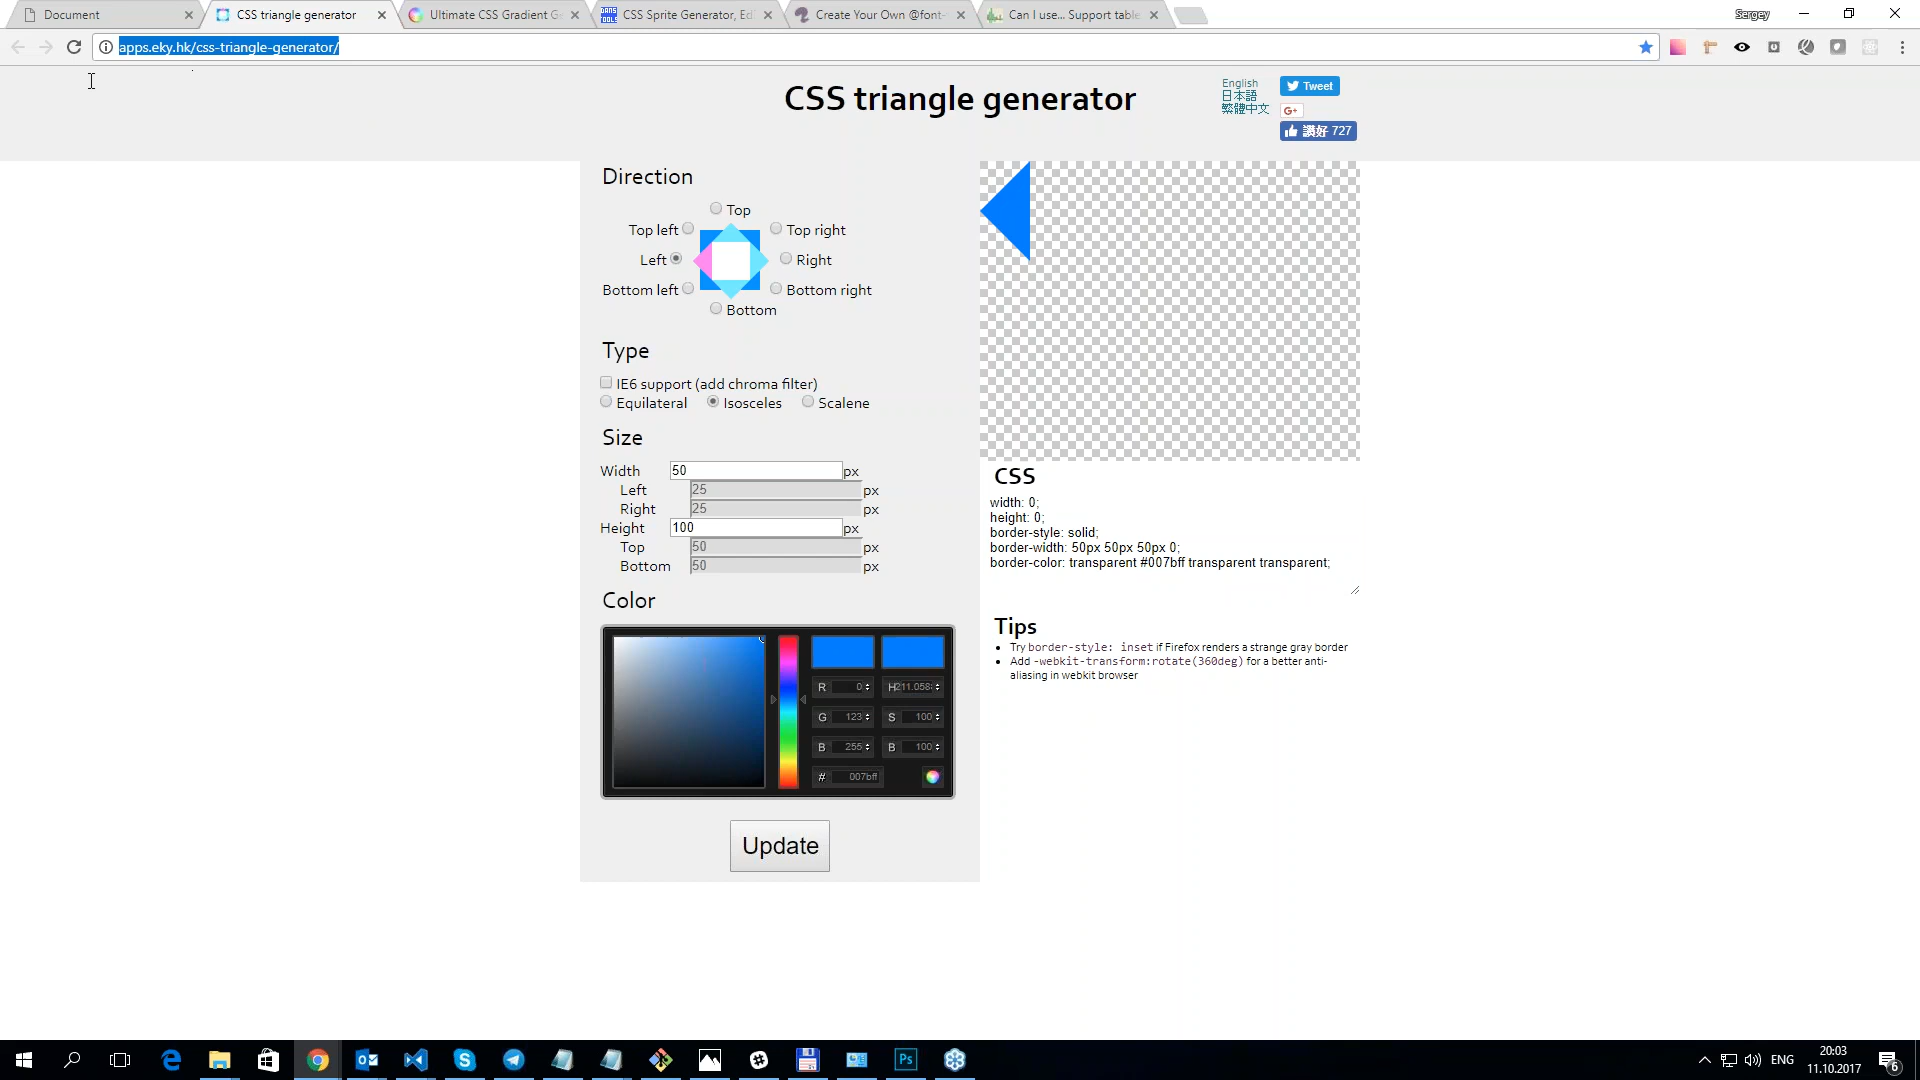 Document
CSS triangle generator
Ultimate CSS Gradient Ge
CSS Sprite Generator, Ed
Create Your Own @font-
Can I use... Support table
Sergey
apps.eky.hk/css-triangle-generator/
CSS triangle generator
English
日本語
繁體中文
Tweet
G+
讚好 727
Direction
Top
Top left
Top right
Left
Right
Bottom left
Bottom right
Bottom
Type
IE6 support (add chroma filter)
Equilateral
Isosceles
Scalene
Size
Width 50 px
Left 25 px
Right 25 px
Height 100 px
Top 50 px
Bottom 50 px
Color
R 0
H 211.058
G 123
S 100
B 255
B 100
# 007bff
Update
CSS
width: 0;
height: 0;
border-style: solid;
border-width: 50px 50px 50px 0;
border-color: transparent #007bff transparent transparent;
Tips
Try border-style: inset if Firefox renders a strange gray border
Add -webkit-transform:rotate(360deg) for a better anti-
aliasing in webkit browser
ENG
20:03
11.10.2017
6